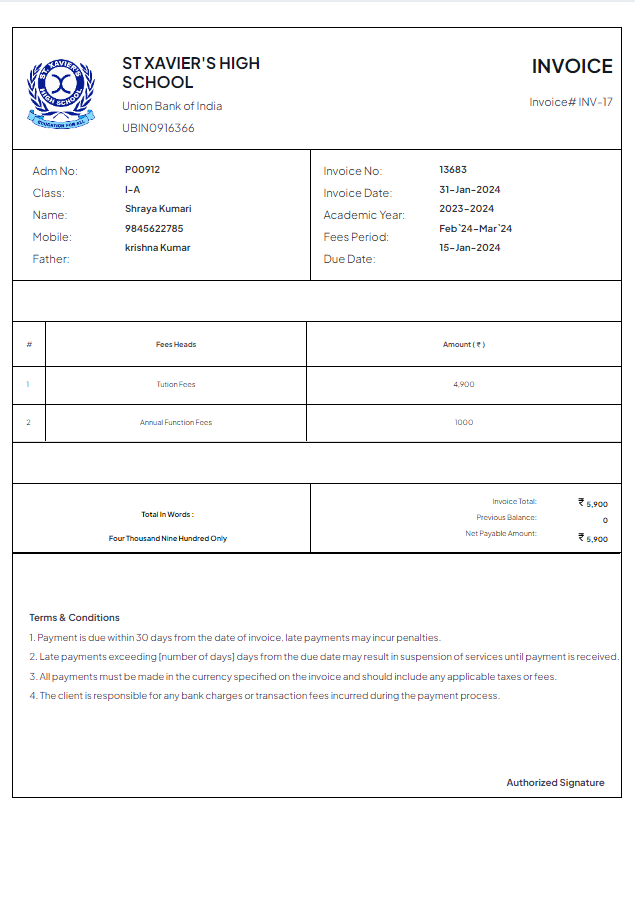 ST. XAVIER'S
HIGH SCHOOL
EDUCATION FOR ALL
ST XAVIER'S HIGH
SCHOOL
Union Bank of India
UBIN0916366
INVOICE
Invoice# INV-17
Adm No: P00912
Class: I-A
Name: Shraya Kumari
Mobile: 9845622785
Father: krishna Kumar
Invoice No: 13683
Invoice Date: 31-Jan-2024
Academic Year: 2023-2024
Fees Period: Feb`24-Mar`24
Due Date: 15-Jan-2024
# Fees Heads Amount ( ₹ )
1 Tution Fees 4,900
2 Annual Function Fees 1000
Total In Words :
Four Thousand Nine Hundred Only
Invoice Total: ₹ 5,900
Previous Balance: 0
Net Payable Amount: ₹ 5,900
Terms & Conditions
1. Payment is due within 30 days from the date of invoice, late payments may incur penalties.
2. Late payments exceeding [number of days] days from the due date may result in suspension of services until payment is received.
3. All payments must be made in the currency specified on the invoice and should include any applicable taxes or fees.
4. The client is responsible for any bank charges or transaction fees incurred during the payment process.
Authorized Signature